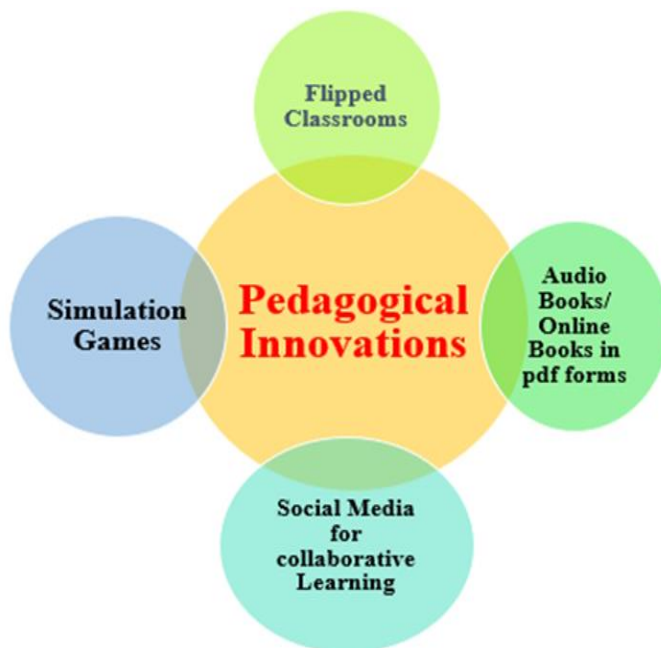 Flipped
Classrooms
Simulation
Games
Pedagogical
Innovations
Audio
Books/
Online
Books in
pdf forms
Social Media
for
collaborative
Learning